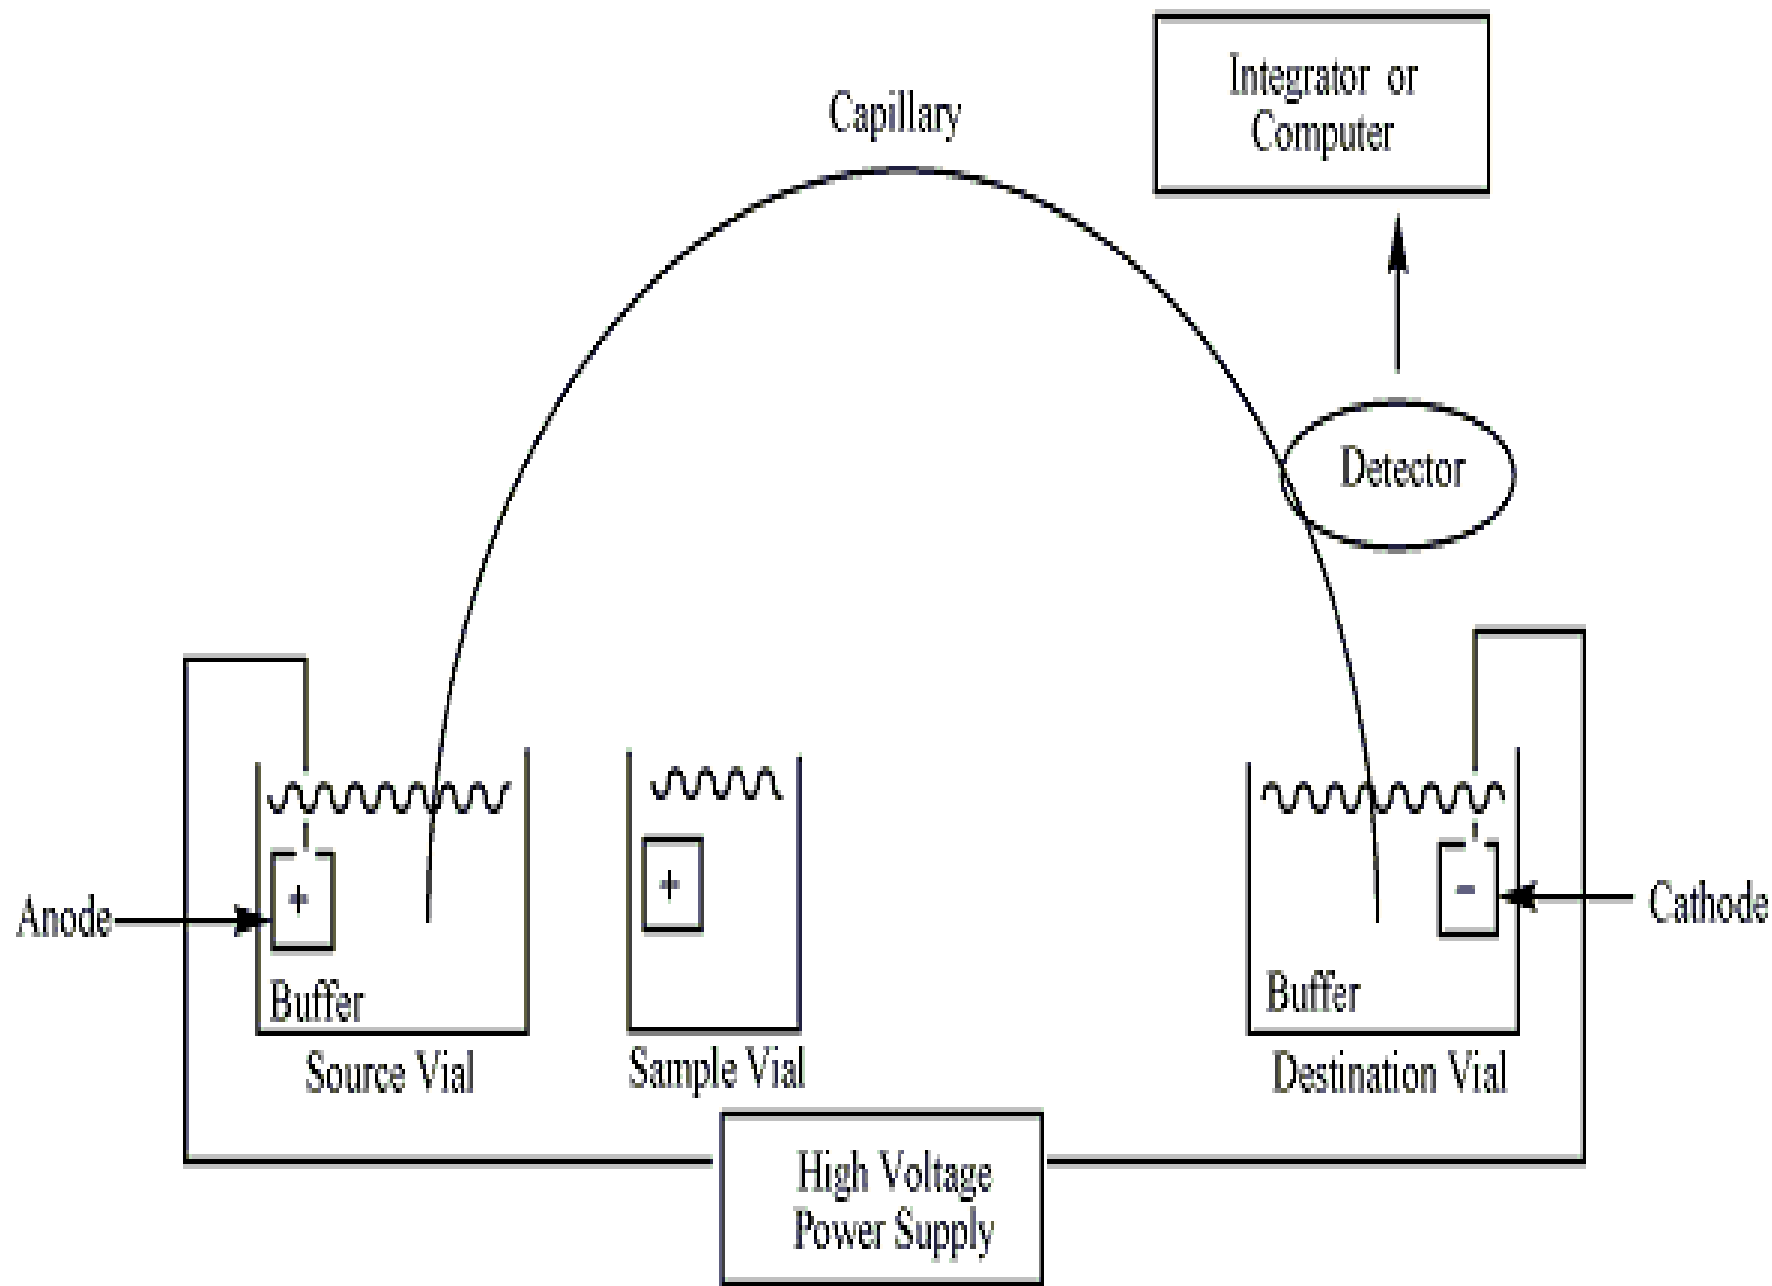 Integrator or
Computer
Capillary
Detector
+
+
-
Anode
Cathode
Buffer
Buffer
Source Vial
Sample Vial
Destination Vial
High Voltage
Power Supply